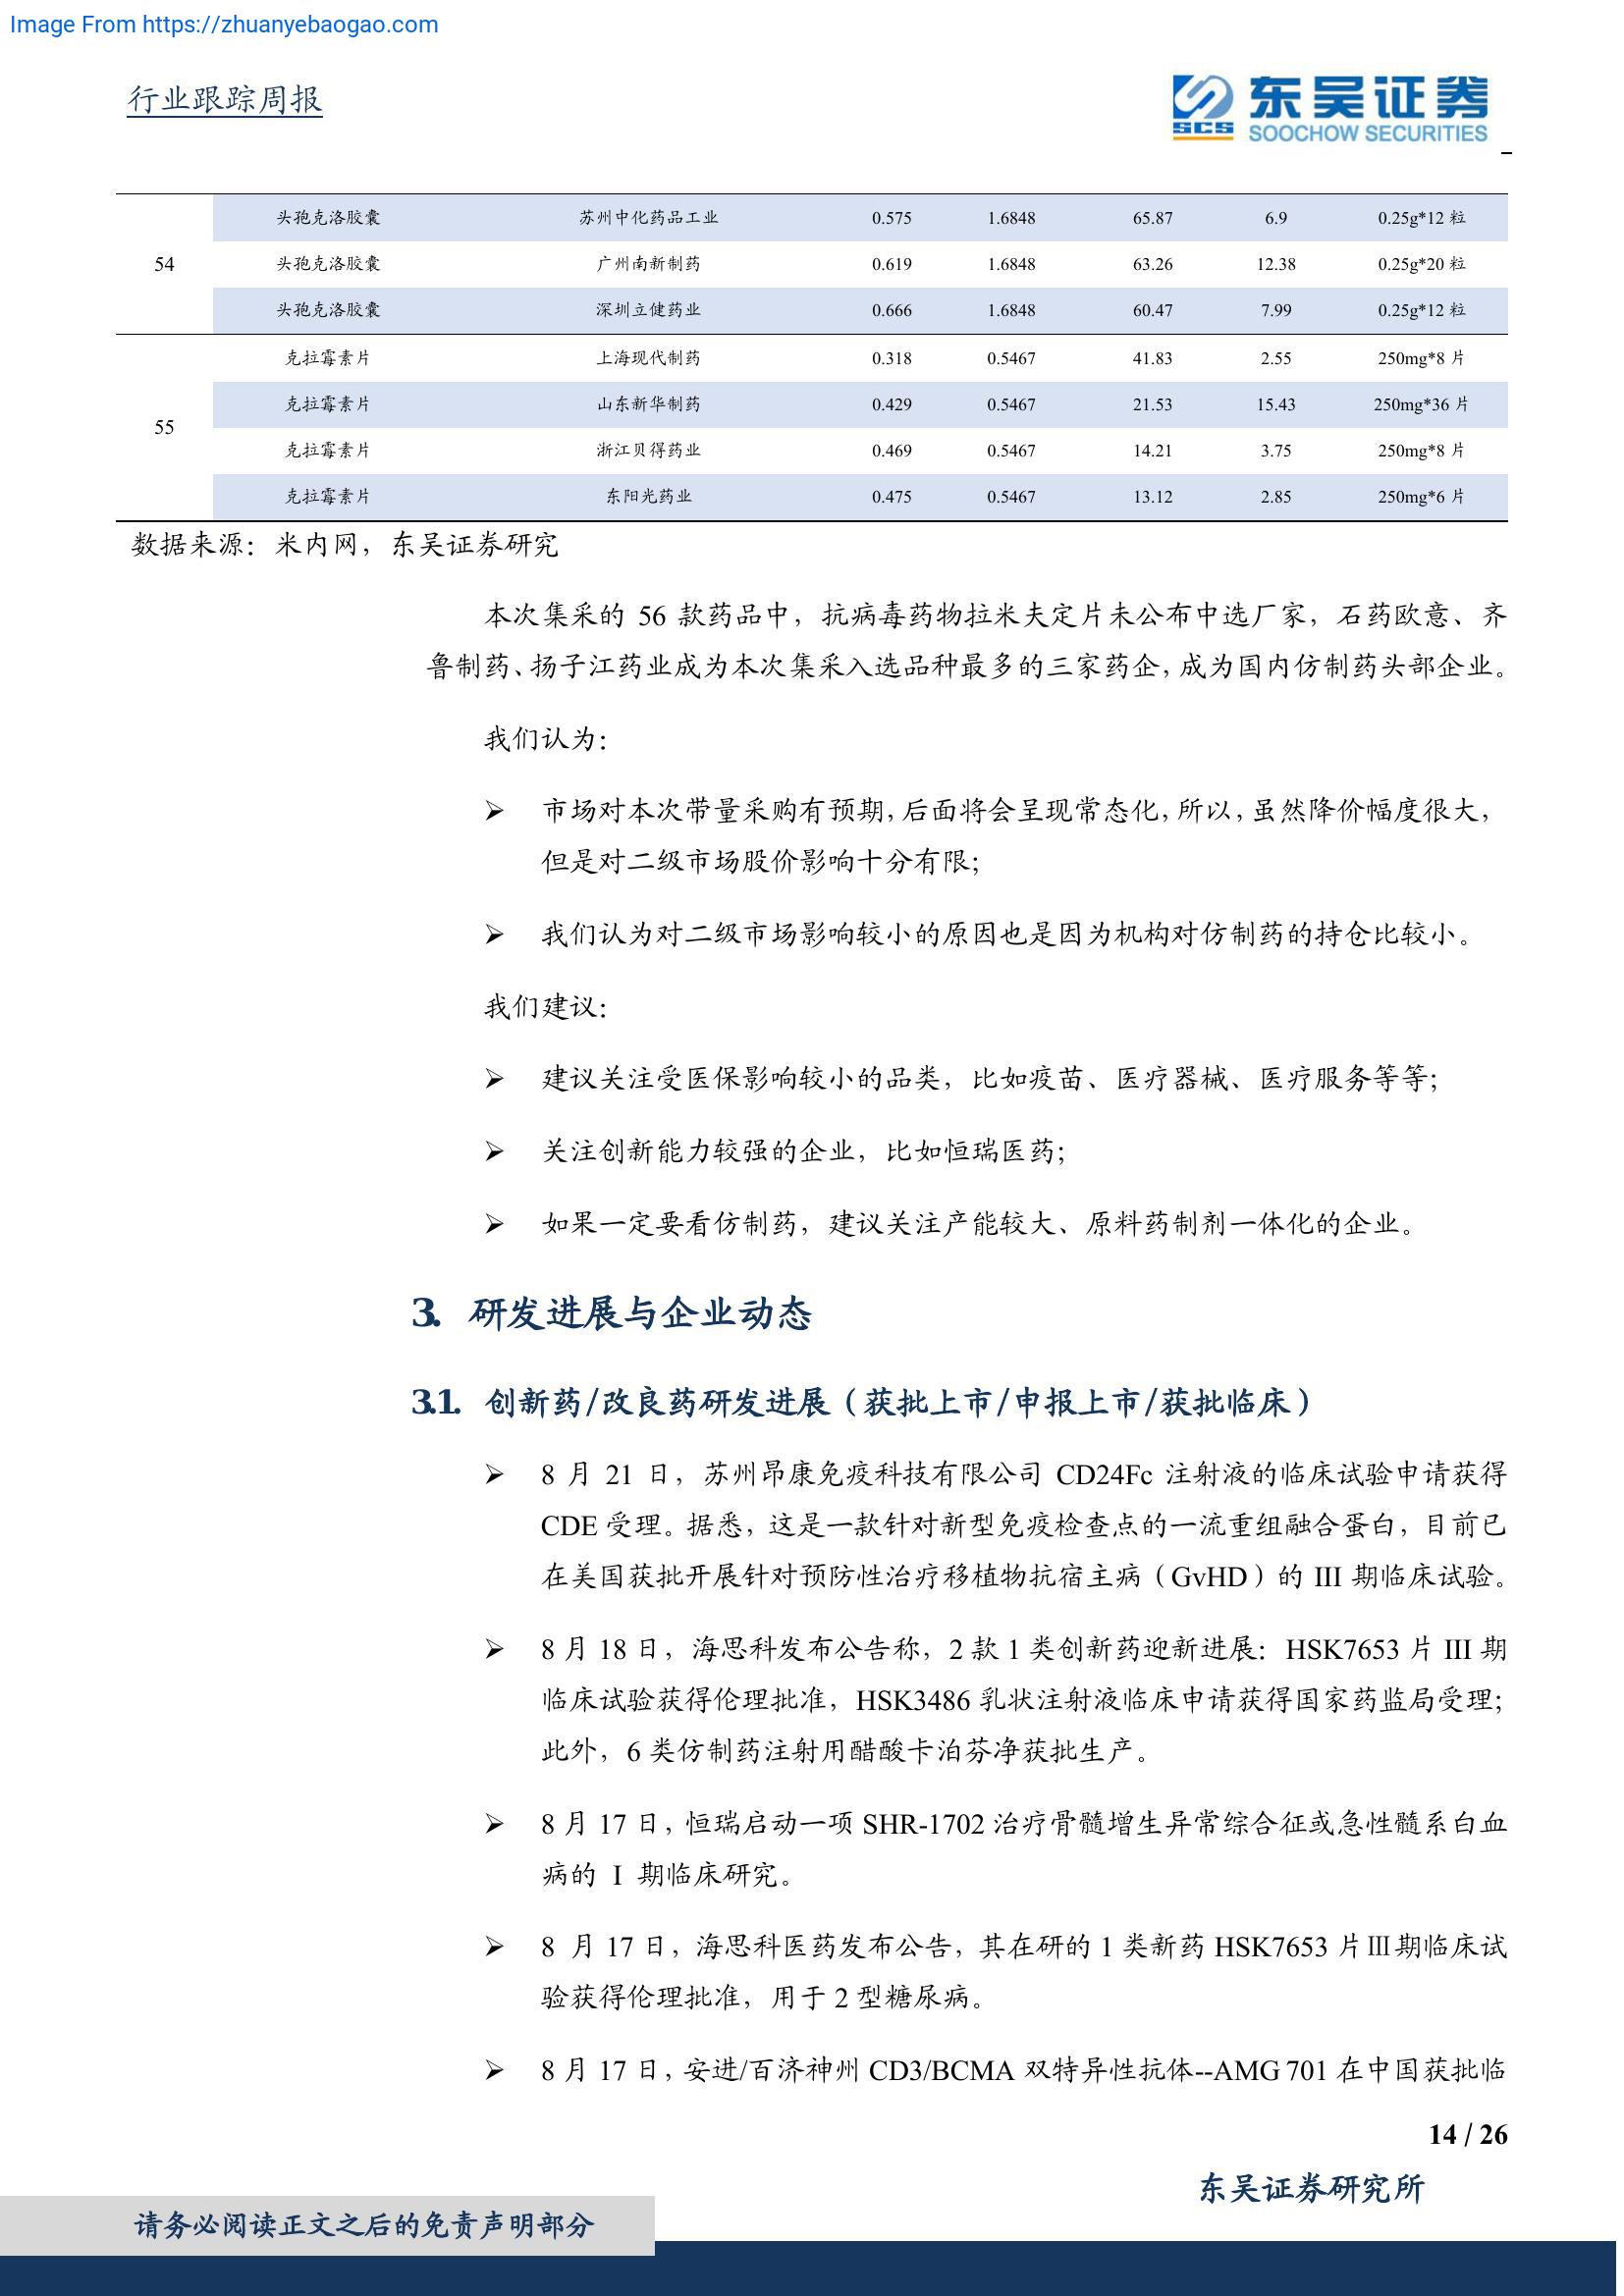 Image From https://zhuanyebaogao.com
行业跟踪周报
东吴证券
SCS SOOCHOW SECURITIES
头孢克洛胶囊 苏州中化药品工业 0.575 1.6848 65.87 6.9 0.25g*12 粒
54 头孢克洛胶囊 广州南新制药 0.619 1.6848 63.26 12.38 0.25g*20 粒
头孢克洛胶囊 深圳立健药业 0.666 1.6848 60.47 7.99 0.25g*12 粒
克拉霉素片 上海现代制药 0.318 0.5467 41.83 2.55 250mg*8 片
克拉霉素片 山东新华制药 0.429 0.5467 21.53 15.43 250mg*36 片
55
克拉霉素片 浙江贝得药业 0.469 0.5467 14.21 3.75 250mg*8 片
克拉霉素片 东阳光药业 0.475 0.5467 13.12 2.85 250mg*6 片
数据来源：米内网，东吴证券研究
本次集采的 56 款药品中，抗病毒药物拉米夫定片未公布中选厂家，石药欧意、齐
鲁制药、扬子江药业成为本次集采入选品种最多的三家药企，成为国内仿制药头部企业。
我们认为：
➢ 市场对本次带量采购有预期，后面将会呈现常态化，所以，虽然降价幅度很大，
但是对二级市场股价影响十分有限；
➢ 我们认为对二级市场影响较小的原因也是因为机构对仿制药的持仓比较小。
我们建议：
➢ 建议关注受医保影响较小的品类，比如疫苗、医疗器械、医疗服务等等；
➢ 关注创新能力较强的企业，比如恒瑞医药；
➢ 如果一定要看仿制药，建议关注产能较大、原料药制剂一体化的企业。
3. 研发进展与企业动态
3.1. 创新药/改良药研发进展（获批上市/申报上市/获批临床）
➢ 8 月 21 日，苏州昂康免疫科技有限公司 CD24Fc 注射液的临床试验申请获得
CDE 受理。据悉，这是一款针对新型免疫检查点的一流重组融合蛋白，目前已
在美国获批开展针对预防性治疗移植物抗宿主病（GvHD）的 III 期临床试验。
➢ 8 月 18 日，海思科发布公告称，2 款 1 类创新药迎新进展：HSK7653 片 III 期
临床试验获得伦理批准，HSK3486 乳状注射液临床申请获得国家药监局受理；
此外，6 类仿制药注射用醋酸卡泊芬净获批生产。
➢ 8 月 17 日，恒瑞启动一项 SHR-1702 治疗骨髓增生异常综合征或急性髓系白血
病的 I 期临床研究。
➢ 8 月 17 日，海思科医药发布公告，其在研的 1 类新药 HSK7653 片Ⅲ期临床试
验获得伦理批准，用于 2 型糖尿病。
➢ 8 月 17 日，安进/百济神州 CD3/BCMA 双特异性抗体--AMG 701 在中国获批临
14 / 26
东吴证券研究所
请务必阅读正文之后的免责声明部分